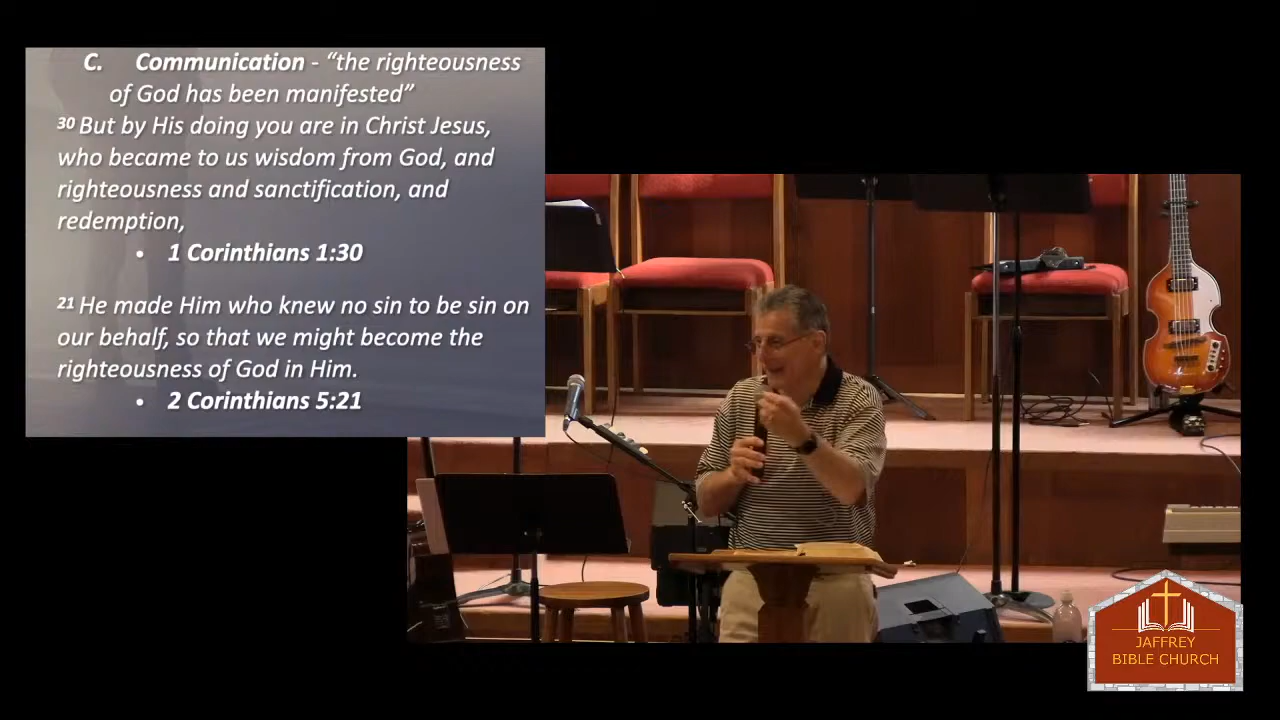 C. Communication - “the righteousness
of God has been manifested”
30 But by His doing you are in Christ Jesus,
who became to us wisdom from God, and
righteousness and sanctification, and
redemption,
• 1 Corinthians 1:30
21 He made Him who knew no sin to be sin on
our behalf, so that we might become the
righteousness of God in Him.
• 2 Corinthians 5:21
JAFFREY
BIBLE CHURCH